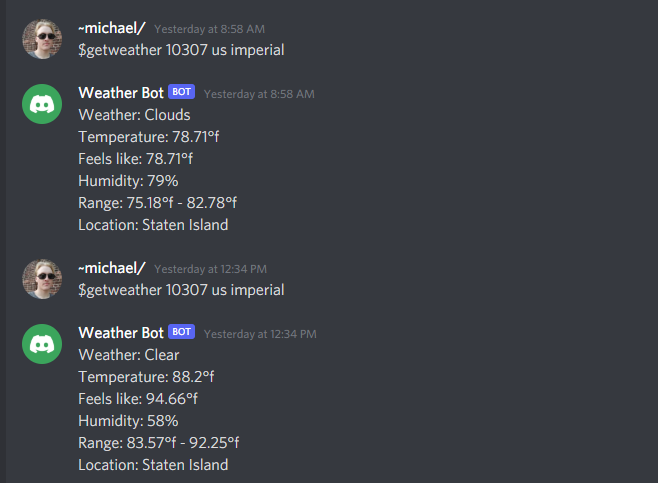 ~michael/ Yesterday at 8:58 AM
$getweather 10307 us imperial
Weather Bot BOT Yesterday at 8:58 AM
Weather: Clouds
Temperature: 78.71°f
Feels like: 78.71°f
Humidity: 79%
Range: 75.18°f - 82.78°f
Location: Staten Island
~michael/ Yesterday at 12:34 PM
$getweather 10307 us imperial
Weather Bot BOT Yesterday at 12:34 PM
Weather: Clear
Temperature: 88.2°f
Feels like: 94.66°f
Humidity: 58%
Range: 83.57°f - 92.25°f
Location: Staten Island